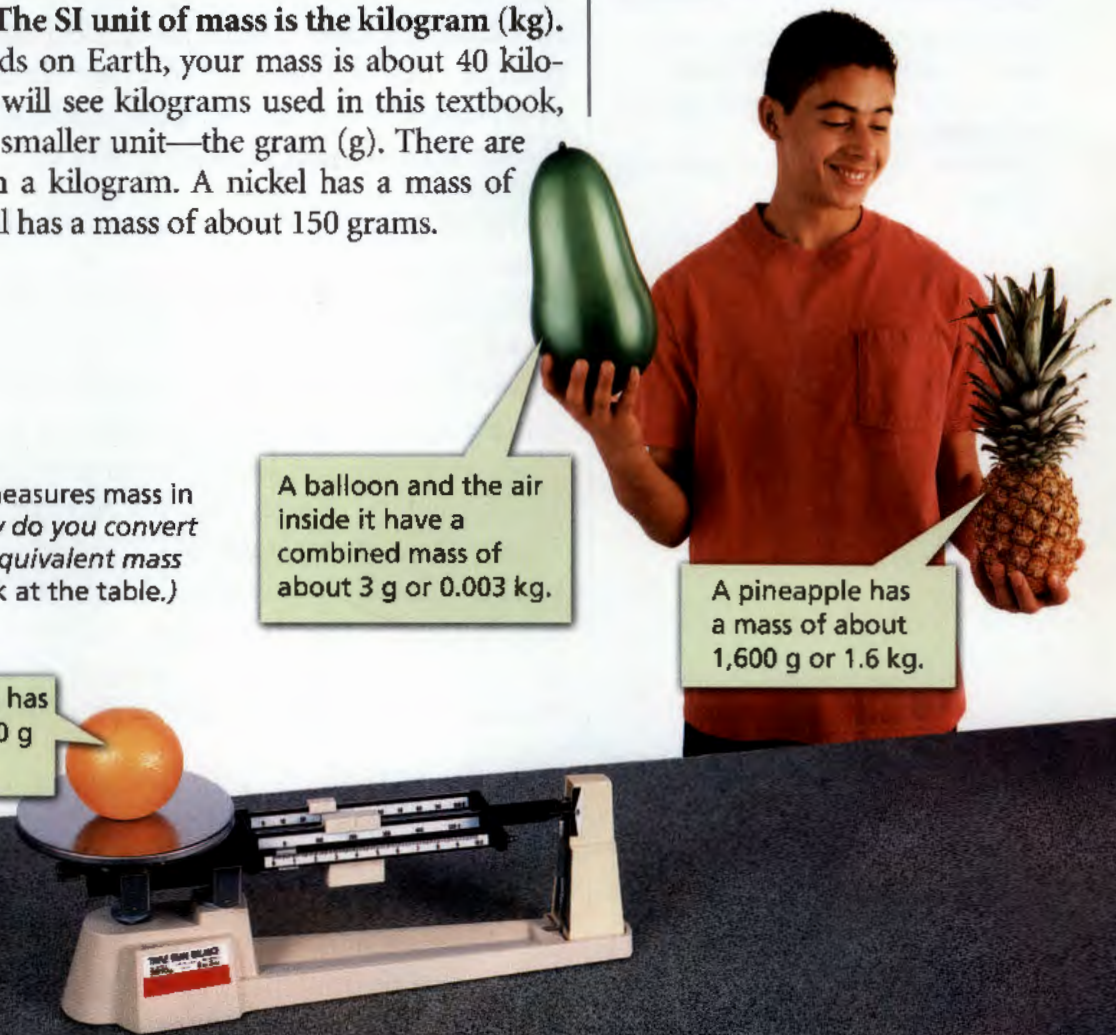 The SI unit of mass is the kilogram (kg).
ds on Earth, your mass is about 40 kilo-
will see kilograms used in this textbook,
smaller unit—the gram (g). There are
a kilogram. A nickel has a mass of
l has a mass of about 150 grams.
easures mass in
do you convert
quivalent mass
k at the table.)
A balloon and the air
inside it have a
combined mass of
about 3 g or 0.003 kg.
A pineapple has
a mass of about
1,600 g or 1.6 kg.
has
0 g